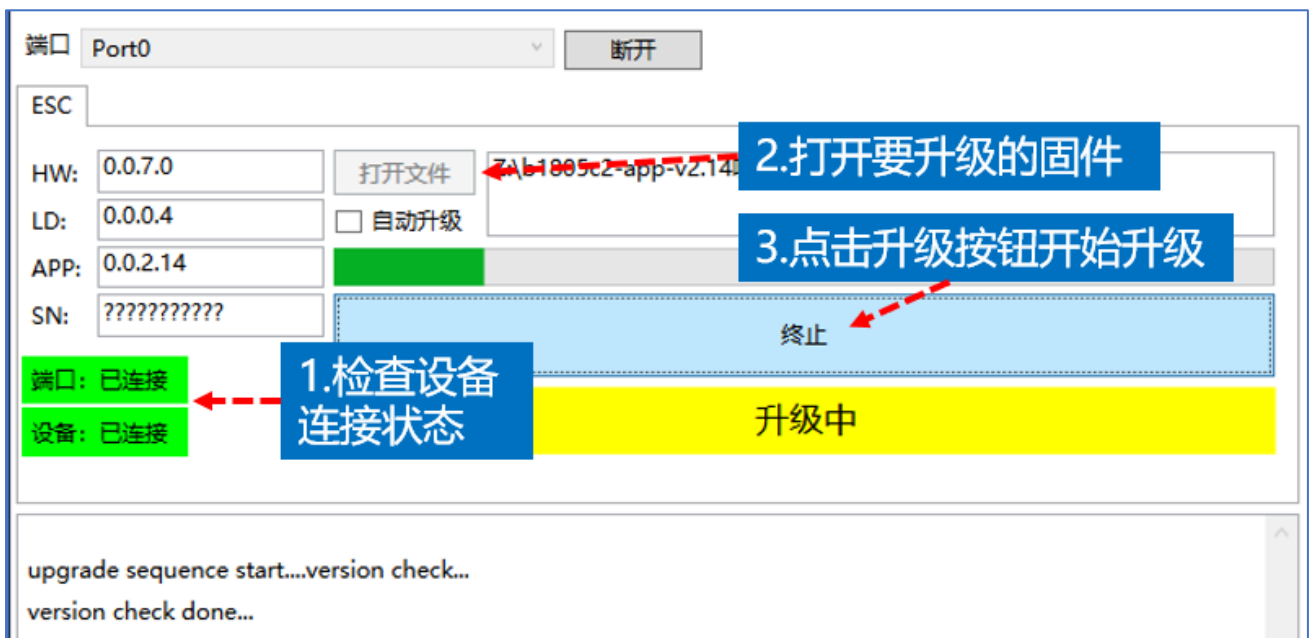 端口 Port0 断开
ESC
HW: 0.0.7.0 打开文件 Z:\b1805c2-app-v2.14
2.打开要升级的固件
LD: 0.0.0.4 自动升级
3.点击升级按钮开始升级
APP: 0.0.2.14
SN: ??????????? 终止
端口：已连接
1.检查设备
连接状态
设备：已连接
升级中
upgrade sequence start....version check...
version check done...